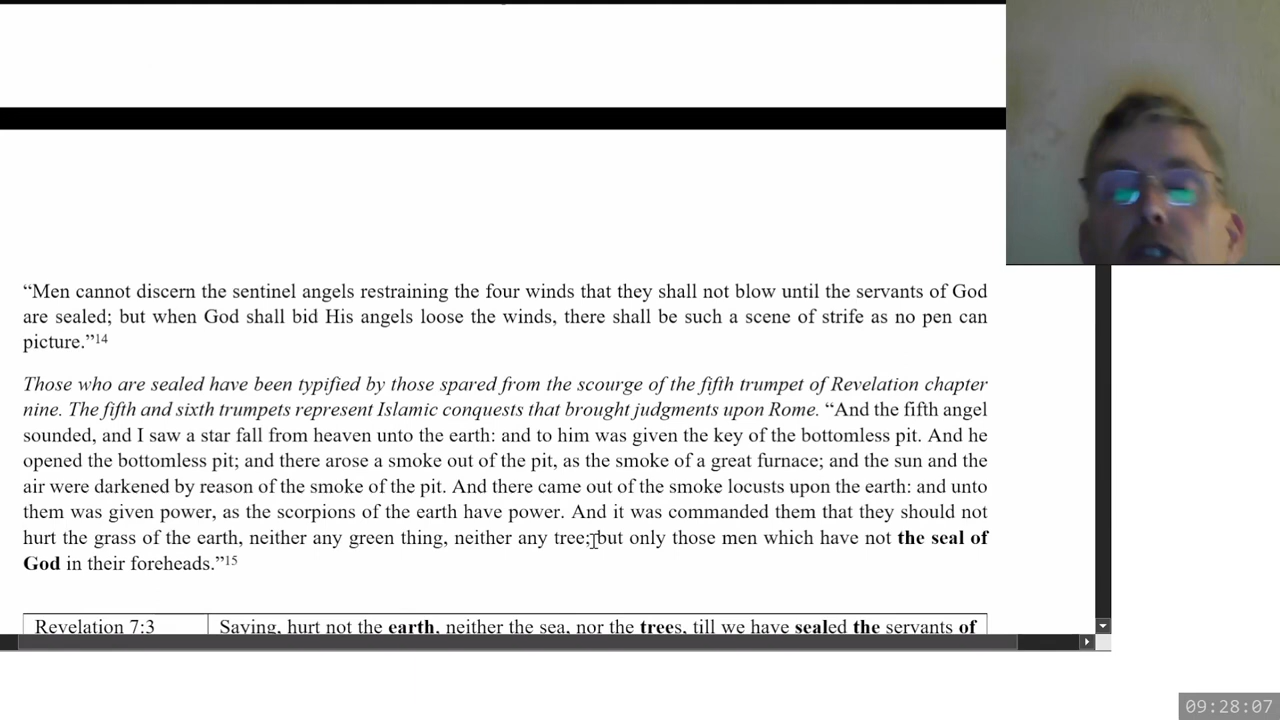 “Men cannot discern the sentinel angels restraining the four winds that they shall not blow until the servants of God
are sealed; but when God shall bid His angels loose the winds, there shall be such a scene of strife as no pen can
picture.”14
Those who are sealed have been typified by those spared from the scourge of the fifth trumpet of Revelation chapter
nine. The fifth and sixth trumpets represent Islamic conquests that brought judgments upon Rome. “And the fifth angel
sounded, and I saw a star fall from heaven unto the earth: and to him was given the key of the bottomless pit. And he
opened the bottomless pit; and there arose a smoke out of the pit, as the smoke of a great furnace; and the sun and the
air were darkened by reason of the smoke of the pit. And there came out of the smoke locusts upon the earth: and unto
them was given power, as the scorpions of the earth have power. And it was commanded them that they should not
hurt the grass of the earth, neither any green thing, neither any tree; but only those men which have not the seal of
God in their foreheads.”15
Revelation 7:3 Saying, hurt not the earth, neither the sea, nor the trees, till we have sealed the servants of
09:28:07